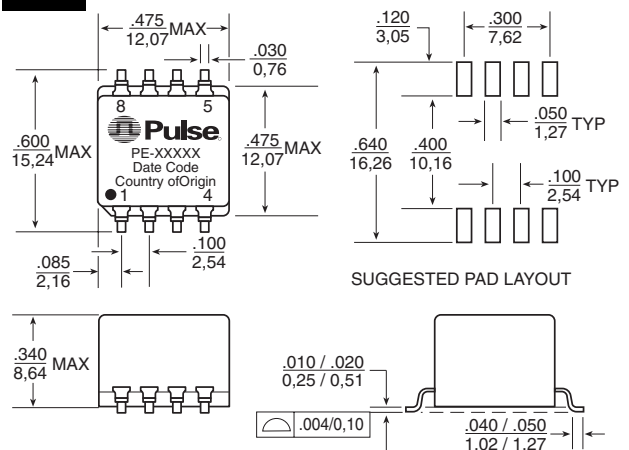 .475
12,07 MAX
.030
0,76
8 5
Pulse
PE-XXXXX
Date Code
Country ofOrigin
1 4
.600
15,24 MAX
.475
12,07 MAX
.085
2,16
.100
2,54
.120
3,05
.300
7,62
.050
1,27 TYP
.640
16,26
.400
10,16
.100
2,54 TYP
SUGGESTED PAD LAYOUT
.340
8,64 MAX
.010 / .020
0,25 / 0,51
.004/0,10
.040 / .050
1.02 / 1.27